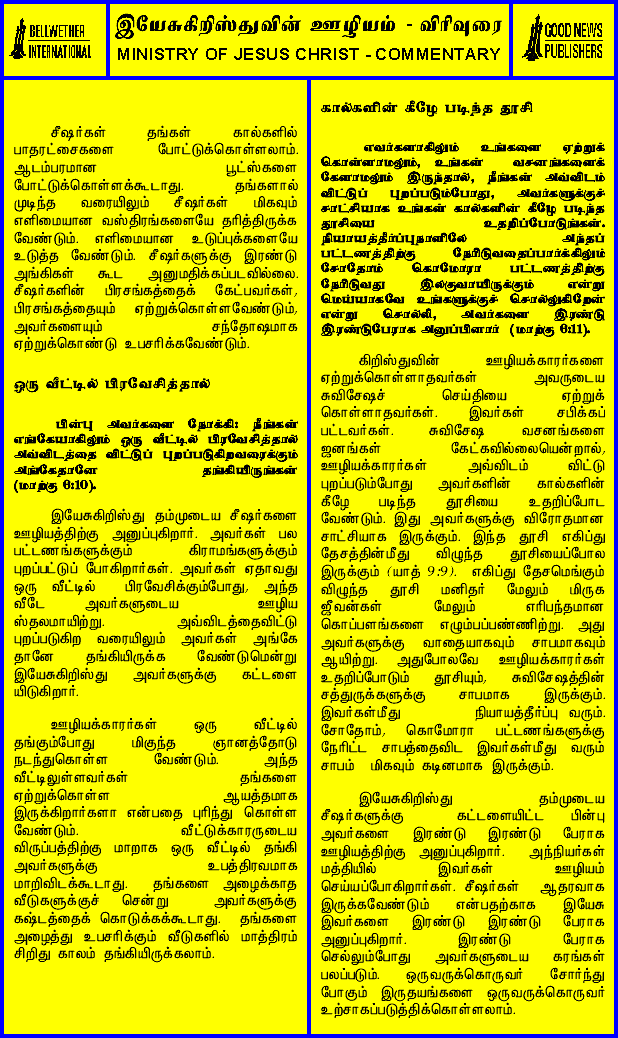 BELLWETHER
INTERNATIONAL
இயேசுகிறிஸ்துவின் ஊழியம் - விரிவுரை
MINISTRY OF JESUS CHRIST - COMMENTARY
GOOD NEWS
PUBLISHERS
சீஷர்கள் தங்கள் கால்களில்
பாதரட்சைகளை போட்டுக்கொள்ளலாம்.
ஆடம்பரமான பூட்ஸ்களை
போட்டுக்கொள்ளக்கூடாது. தங்களால்
முடிந்த வரையிலும் சீஷர்கள் மிகவும்
எளிமையான வஸ்திரங்களையே தரித்திருக்க
வேண்டும். எளிமையான உடுப்புக்களையே
உடுத்த வேண்டும். சீஷர்களுக்கு இரண்டு
அங்கிகள் கூட அனுமதிக்கப்படவில்லை.
சீஷர்களின் பிரசங்கத்தைக் கேட்பவர்கள்,
பிரசங்கத்தையும் ஏற்றுக்கொள்ளவேண்டும்,
அவர்களையும் சந்தோஷமாக
ஏற்றுக்கொண்டு உபசரிக்கவேண்டும்.
ஒரு வீட்டில் பிரவேசித்தால்
பின்பு அவர்களை நோக்கி: நீங்கள்
எங்கேயாகிலும் ஒரு வீட்டில் பிரவேசித்தால்
அவ்விடத்தை விட்டுப் புறப்படுகிறவரைக்கும்
அங்கேதானே தங்கியிருங்கள்
(மாற்கு 6:10).
இயேசுகிறிஸ்து தம்முடைய சீஷர்களை
ஊழியத்திற்கு அனுப்புகிறார். அவர்கள் பல
பட்டணங்களுக்கும் கிராமங்களுக்கும்
புறப்பட்டுப் போகிறார்கள். அவர்கள் ஏதாவது
ஒரு வீட்டில் பிரவேசிக்கும்போது, அந்த
வீடே அவர்களுடைய ஊழிய
ஸ்தலமாயிற்று. அவ்விடத்தைவிட்டு
புறப்படுகிற வரையிலும் அவர்கள் அங்கே
தானே தங்கியிருக்க வேண்டுமென்று
இயேசுகிறிஸ்து அவர்களுக்கு கட்டளை
யிடுகிறார்.
ஊழியக்காரர்கள் ஒரு வீட்டில்
தங்கும்போது மிகுந்த ஞானத்தோடு
நடந்துகொள்ள வேண்டும். அந்த
வீட்டிலுள்ளவர்கள் தங்களை
ஏற்றுக்கொள்ள ஆயத்தமாக
இருக்கிறார்களா என்பதை புரிந்து கொள்ள
வேண்டும். வீட்டுக்காரருடைய
விருப்பத்திற்கு மாறாக ஒரு வீட்டில் தங்கி
அவர்களுக்கு உபத்திரவமாக
மாறிவிடக்கூடாது. தங்களை அழைக்காத
வீடுகளுக்குச் சென்று அவர்களுக்கு
கஷ்டத்தைக் கொடுக்கக்கூடாது. தங்களை
அழைத்து உபசரிக்கும் வீடுகளில் மாத்திரம்
சிறிது காலம் தங்கியிருக்கலாம்.
கால்களின் கீழே படிந்த தூசி
எவர்களாகிலும் உங்களை ஏற்றுக்
கொள்ளாமலும், உங்கள் வசனங்களைக்
கேளாமலும் இருந்தால், நீங்கள் அவ்விடம்
விட்டுப் புறப்படும்போது, அவர்களுக்குச்
சாட்சியாக உங்கள் கால்களின் கீழே படிந்த
தூசியை உதறிப்போடுங்கள்.
நியாயத்தீர்ப்புநாளிலே அந்தப்
பட்டணத்திற்கு நேரிடுவதைப்பார்க்கிலும்
சோதோம் கொமோரா பட்டணத்திற்கு
நேரிடுவது இலகுவாயிருக்கும் என்று
மெய்யாகவே உங்களுக்குச் சொல்லுகிறேன்
என்று சொல்லி, அவர்களை இரண்டு
இரண்டுபேராக அனுப்பினார் (மாற்கு 6:11).
கிறிஸ்துவின் ஊழியக்காரர்களை
ஏற்றுக்கொள்ளாதவர்கள் அவருடைய
சுவிசேஷச் செய்தியை ஏற்றுக்
கொள்ளாதவர்கள். இவர்கள் சபிக்கப்
பட்டவர்கள். சுவிசேஷ வசனங்களை
ஜனங்கள் கேட்கவில்லையென்றால்,
ஊழியக்காரர்கள் அவ்விடம் விட்டு
புறப்படும்போது அவர்களின் கால்களின்
கீழே படிந்த தூசியை உதறிப்போட
வேண்டும். இது அவர்களுக்கு விரோதமான
சாட்சியாக இருக்கும். இந்த தூசி எகிப்து
தேசத்தின்மீது விழுந்த தூசியைப்போல
இருக்கும் (யாத் 9:9). எகிப்து தேசமெங்கும்
விழுந்த தூசி மனிதர் மேலும் மிருக
ஜீவன்கள் மேலும் எரிபந்தமான
கொப்பளங்களை எழும்பப்பண்ணிற்று. அது
அவர்களுக்கு வாதையாகவும் சாபமாகவும்
ஆயிற்று. அதுபோலவே ஊழியக்காரர்கள்
உதறிப்போடும் தூசியும், சுவிசேஷத்தின்
சத்துருக்களுக்கு சாபமாக இருக்கும்.
இவர்கள்மீது நியாயத்தீர்ப்பு வரும்.
சோதோம், கொமோரா பட்டணங்களுக்கு
நேரிட்ட சாபத்தைவிட இவர்கள்மீது வரும்
சாபம் மிகவும் கடினமாக இருக்கும்.
இயேசுகிறிஸ்து தம்முடைய
சீஷர்களுக்கு கட்டளையிட்ட பின்பு
அவர்களை இரண்டு இரண்டு பேராக
ஊழியத்திற்கு அனுப்புகிறார். அந்நியர்கள்
மத்தியில் இவர்கள் ஊழியம்
செய்யப்போகிறார்கள். சீஷர்கள் ஆதரவாக
இருக்கவேண்டும் என்பதற்காக இயேசு
இவர்களை இரண்டு இரண்டு பேராக
அனுப்புகிறார். இரண்டு பேராக
செல்லும்போது அவர்களுடைய கரங்கள்
பலப்படும். ஒருவருக்கொருவர் சோர்ந்து
போகும் இருதயங்களை ஒருவருக்கொருவர்
உற்சாகப்படுத்திக்கொள்ளலாம்.